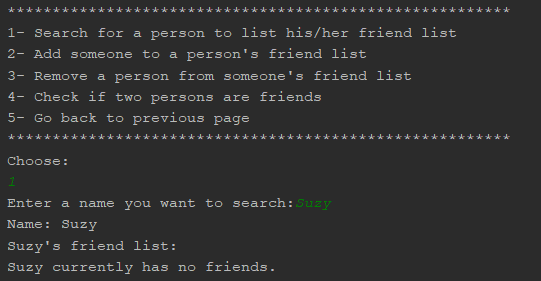 ********************************************************
1- Search for a person to list his/her friend list
2- Add someone to a person's friend list
3- Remove a person from someone's friend list
4- Check if two persons are friends
5- Go back to previous page
********************************************************
Choose:
1
Enter a name you want to search:Suzy
Name: Suzy
Suzy's friend list:
Suzy currently has no friends.